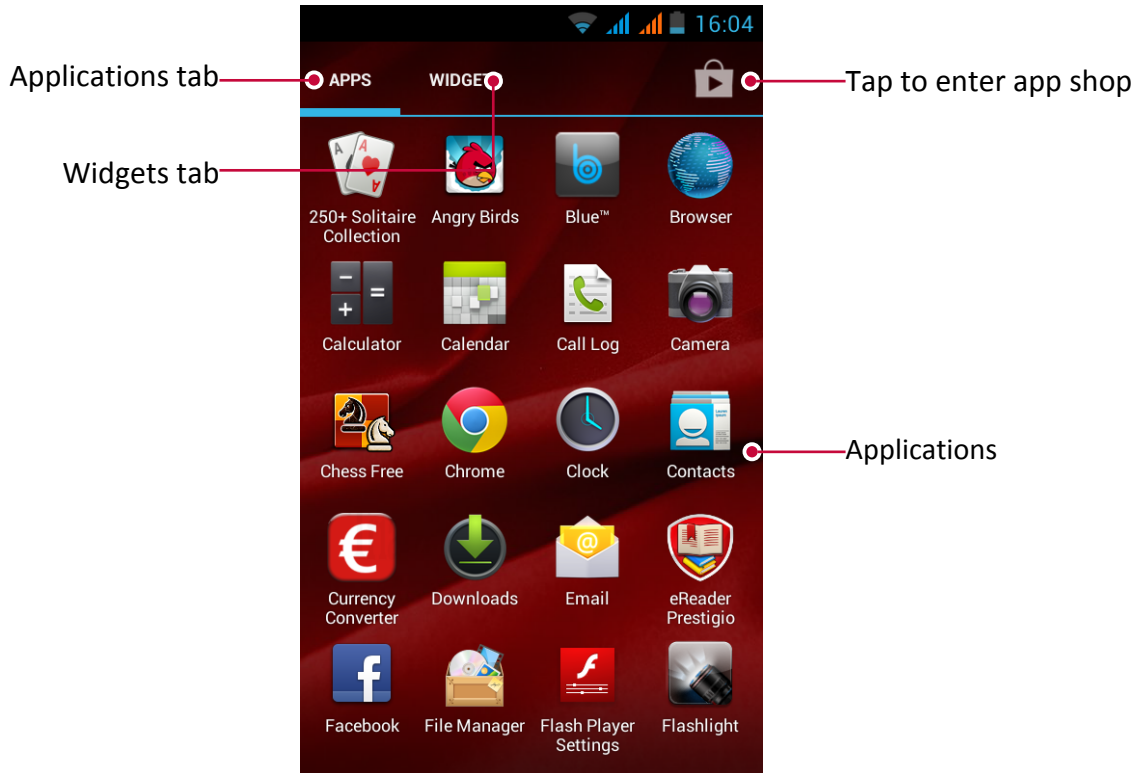 16:04
Applications tab
APPS
WIDGET
Tap to enter app shop
Widgets tab
250+ Solitaire
Collection
Angry Birds
Blue™
Browser
Calculator
Calendar
Call Log
Camera
Chess Free
Chrome
Clock
Contacts
Applications
Currency
Converter
Downloads
Email
eReader
Prestigio
Facebook
File Manager
Flash Player
Settings
Flashlight